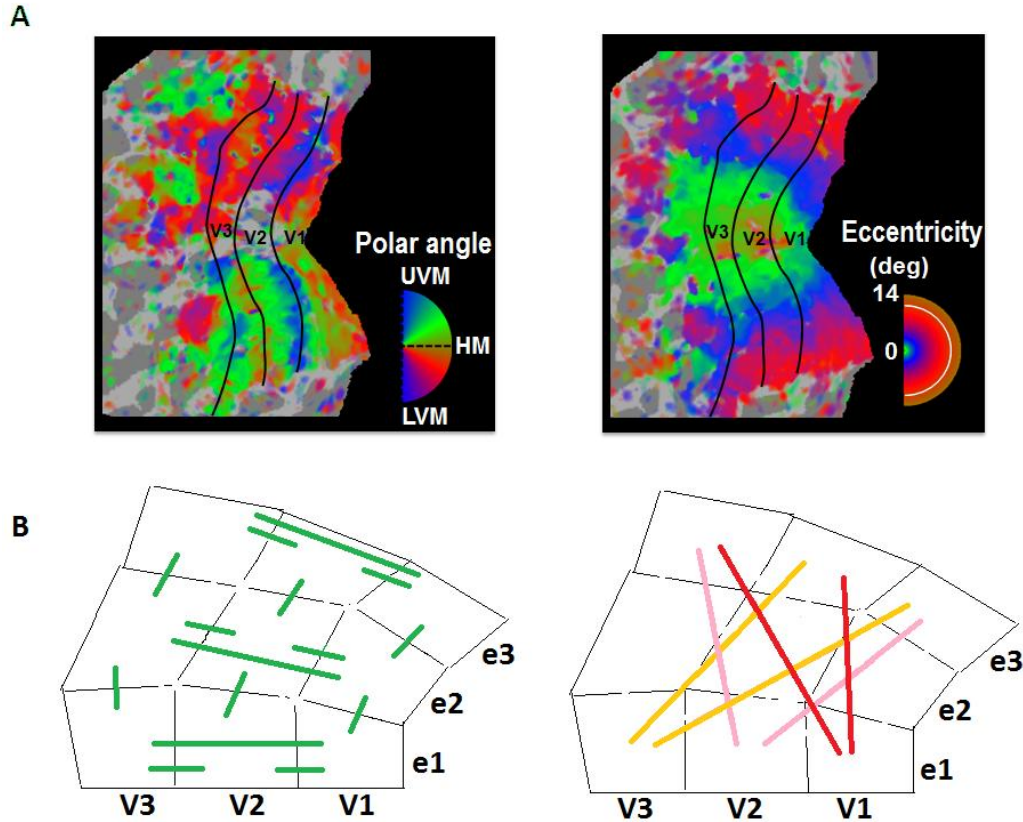 A
V3 V2 V1
Polar angle
UVM
HM
LVM
V3 V2 V1
Eccentricity
(deg)
14
0
B
e3
e2
e1
V3 V2 V1
e3
e2
e1
V3 V2 V1